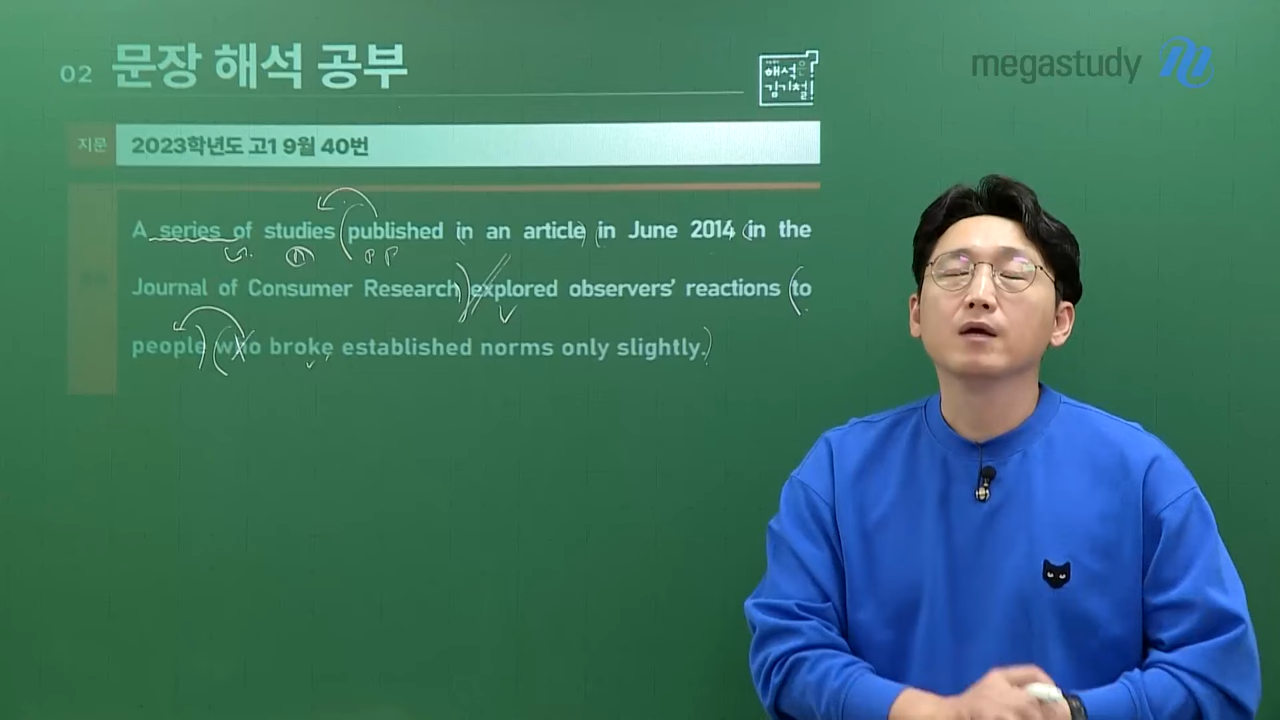 02 문장 해석 공부
해석은
김기철!
megastudy
지문
2023학년도 고1 9월 40번
A series of studies published in an article in June 2014 in the
Journal of Consumer Research explored observers' reactions to
people who broke established norms only slightly.
n
PP
v
v